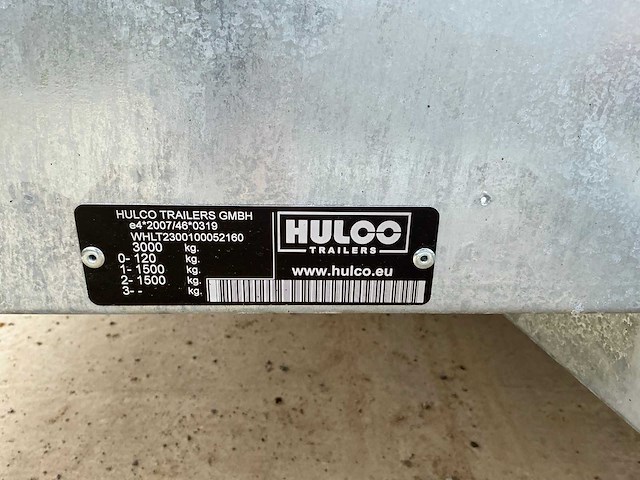 HULCO TRAILERS GMBH
e4*2007/46*0319
WHLT2300100052160
3000 kg.
0- 120 kg.
1- 1500 kg.
2- 1500 kg.
3- - kg.
HULCO
TRAILERS
www.hulco.eu